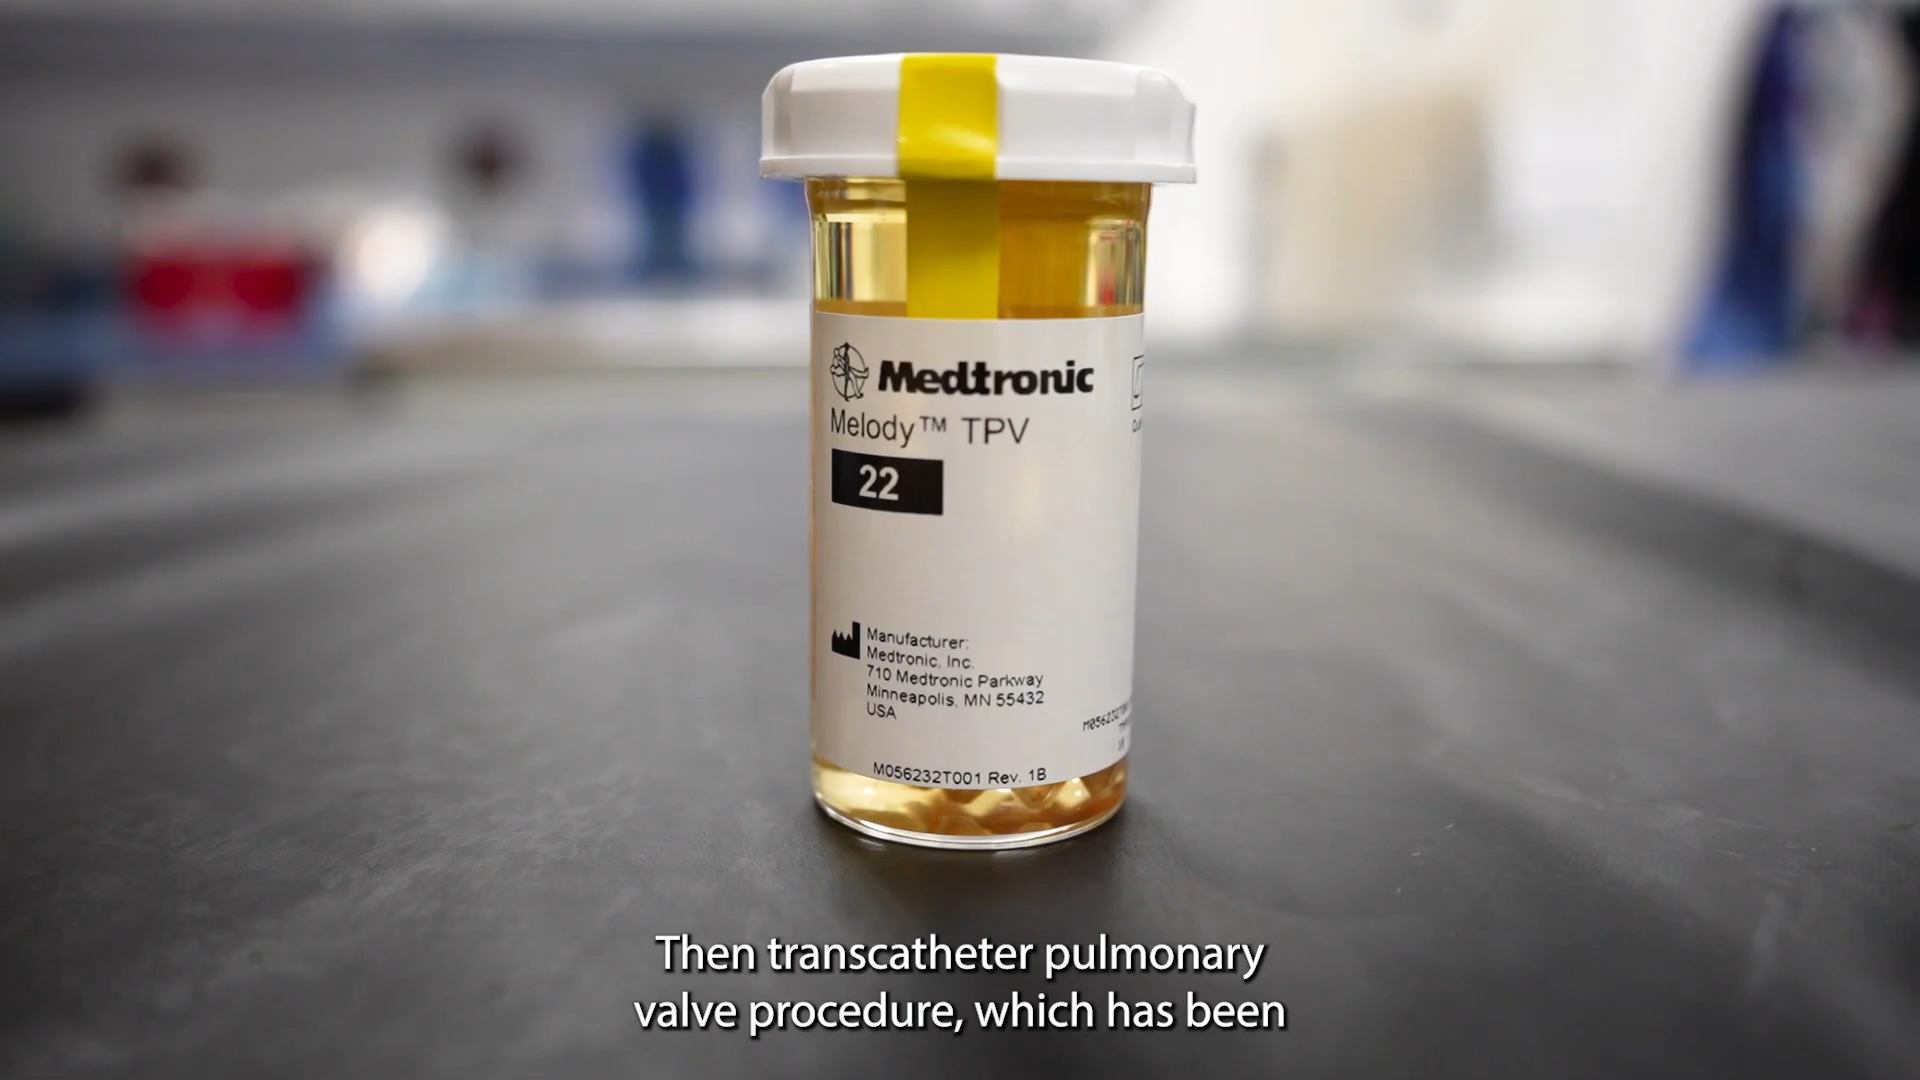 Medtronic
Melody™ TPV
22
Manufacturer:
Medtronic, Inc.
710 Medtronic Parkway
Minneapolis, MN 55432
USA
M056232T001 Rev. 1B
Then transcatheter pulmonary
valve procedure, which has been